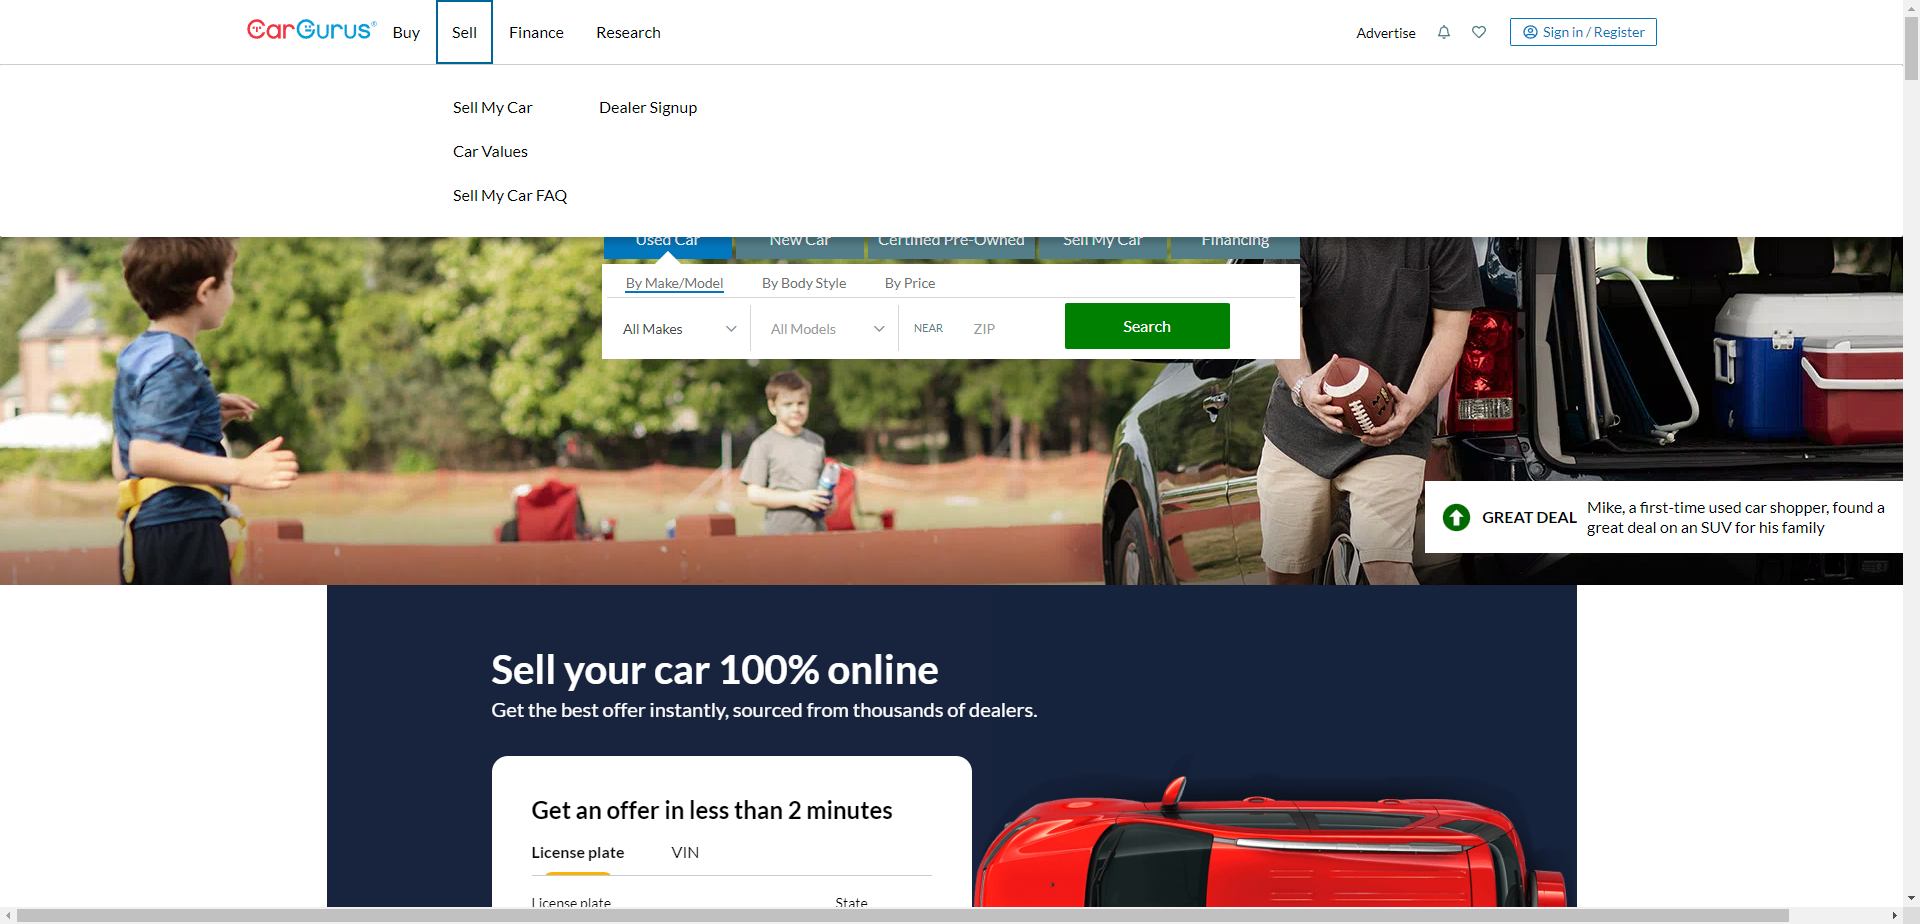 CarGurus®
Buy
Sell
Finance
Research
Advertise
Sign in / Register
Sell My Car
Dealer Signup
Car Values
Sell My Car FAQ
Used Car
New Car
Certified Pre-Owned
Sell My Car
Financing
By Make/Model
By Body Style
By Price
All Makes
All Models
NEAR
ZIP
Search
GREAT DEAL
Mike, a first-time used car shopper, found a
great deal on an SUV for his family
Sell your car 100% online
Get the best offer instantly, sourced from thousands of dealers.
Get an offer in less than 2 minutes
License plate
VIN
License plate
State